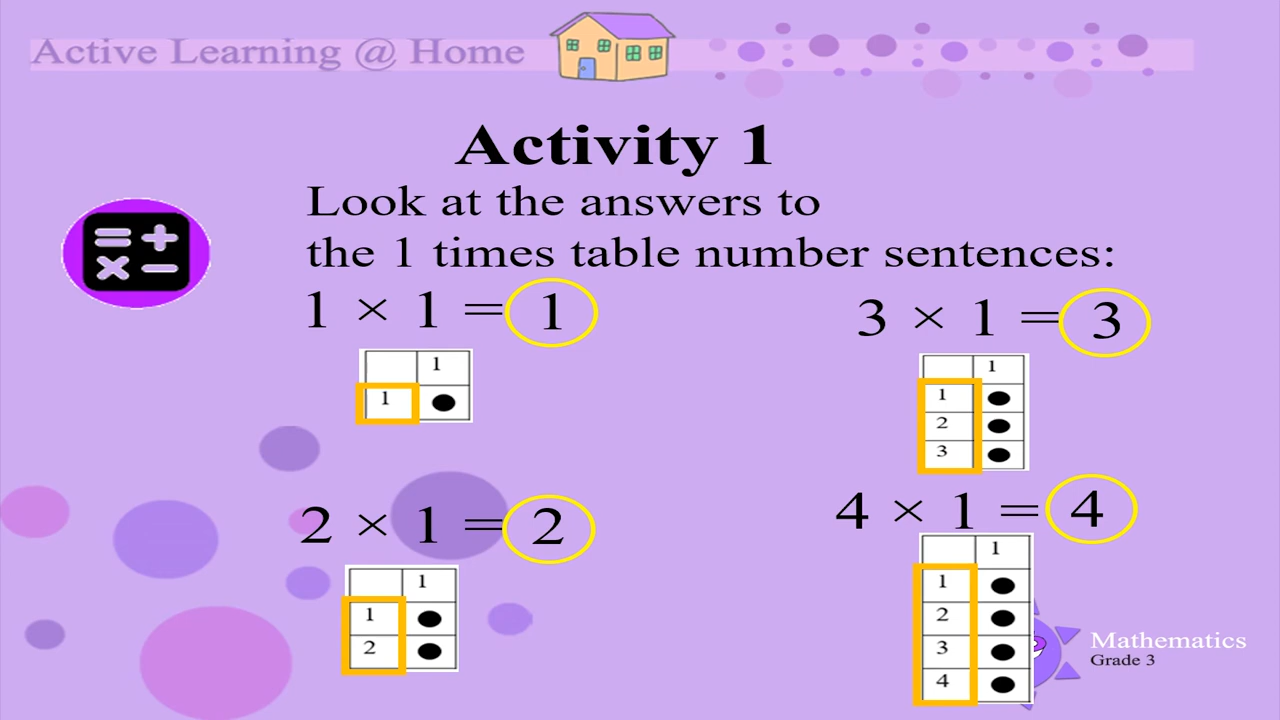 Active Learning @ Home
Activity 1
Look at the answers to
the 1 times table number sentences:
1 × 1 = 1
1
1
2 × 1 = 2
1
1
2
3 × 1 = 3
1
1
2
3
4 × 1 = 4
1
1
2
3
4
Mathematics
Grade 3